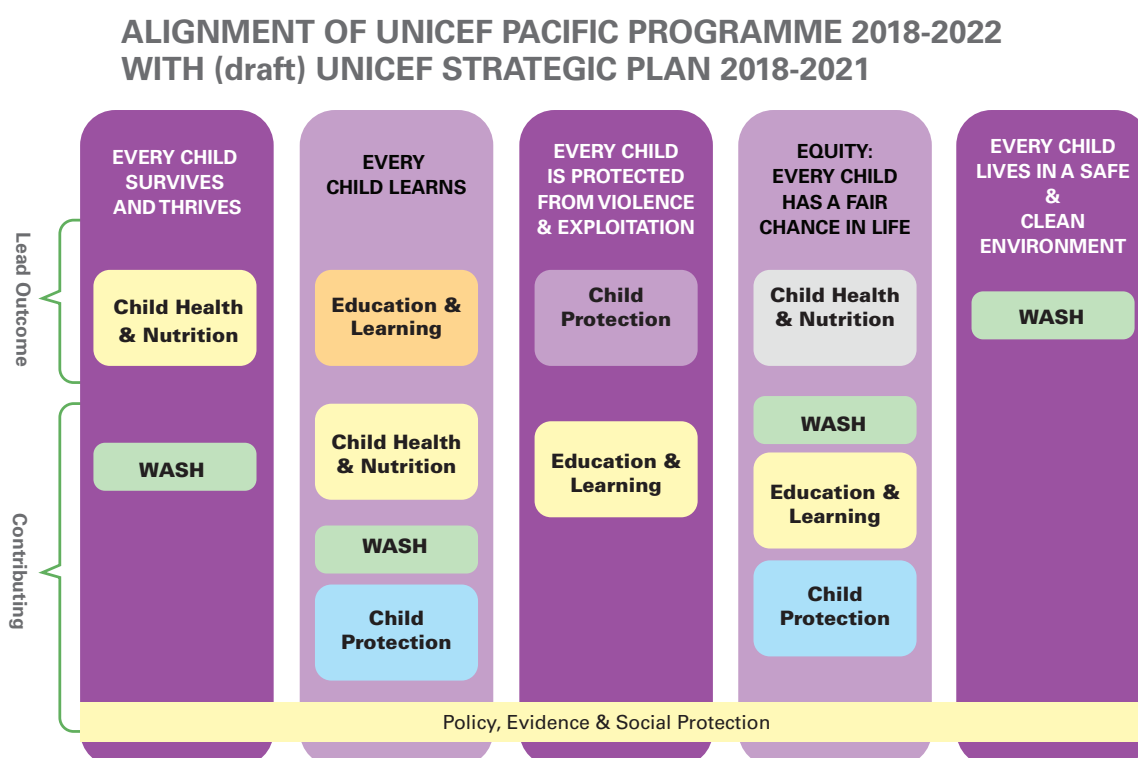 ALIGNMENT OF UNICEF PACIFIC PROGRAMME 2018-2022
WITH (draft) UNICEF STRATEGIC PLAN 2018-2021
EVERY CHILD
SURVIVES
AND THRIVES
EVERY
CHILD LEARNS
EVERY CHILD
IS PROTECTED
FROM VIOLENCE
& EXPLOITATION
EQUITY:
EVERY CHILD
HAS A FAIR
CHANCE IN LIFE
EVERY CHILD
LIVES IN A SAFE
&
CLEAN
ENVIRONMENT
Lead Outcome
Child Health
& Nutrition
Education &
Learning
Child
Protection
Child Health
& Nutrition
WASH
Contributing
WASH
Child Health
& Nutrition
WASH
Child
Protection
Education &
Learning
WASH
Education &
Learning
Child
Protection
Policy, Evidence & Social Protection